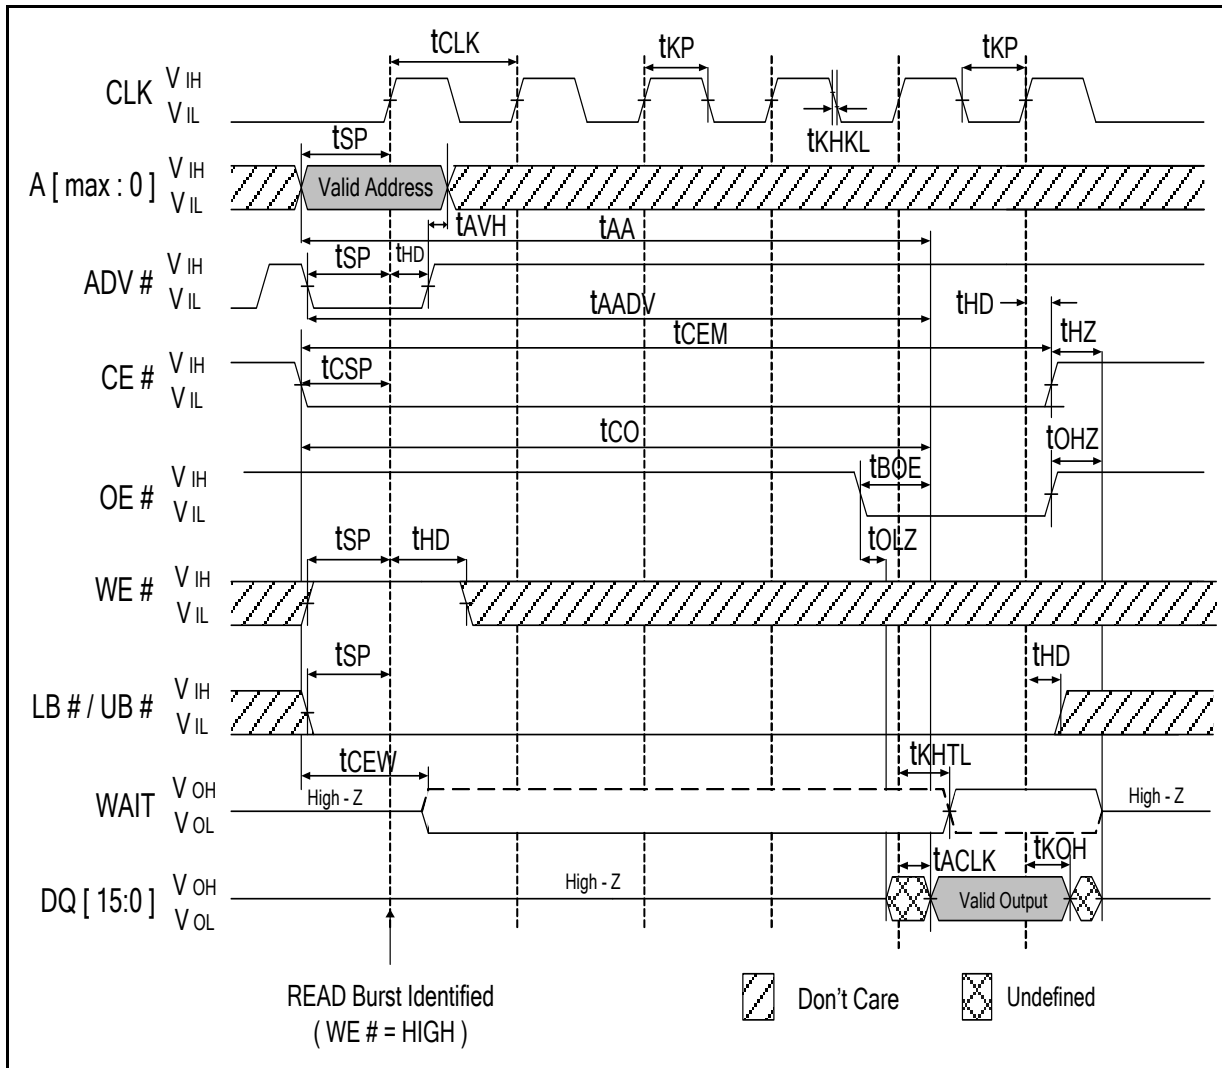 tCLK
tKP
tKP
CLK
V IH
V IL
tKHKL
tSP
A [ max : 0 ]
V IH
V IL
Valid Address
tAVH
tAA
ADV #
V IH
V IL
tSP
tHD
tAADV
tHD
tCEM
tHZ
CE #
V IH
V IL
tCSP
tCO
tOHZ
OE #
V IH
V IL
tBOE
tOLZ
tSP
tHD
WE #
V IH
V IL
tSP
tHD
LB # / UB #
V IH
V IL
tCEW
tKHTL
WAIT
V OH
V OL
High - Z
High - Z
tACLK
tKOH
DQ [ 15:0 ]
V OH
V OL
High - Z
Valid Output
READ Burst Identified
( WE # = HIGH )
Don't Care
Undefined